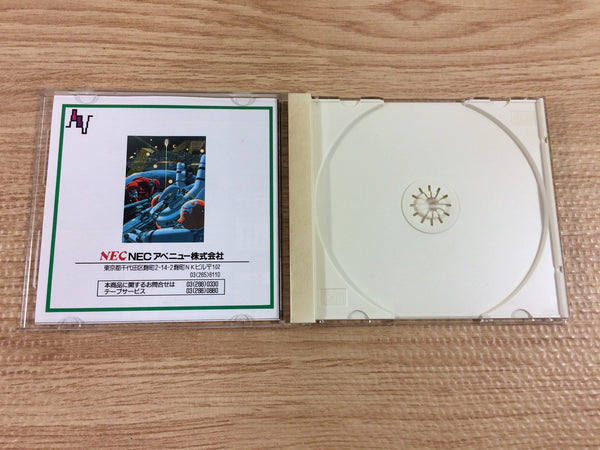 NEC NECアベニュー株式会社
東京都千代田区麹町2-14-2麹町NKビル〒102
03(265)8110
本商品に関するお問合せは 03(288)0330
テープサービス 03(288)0880